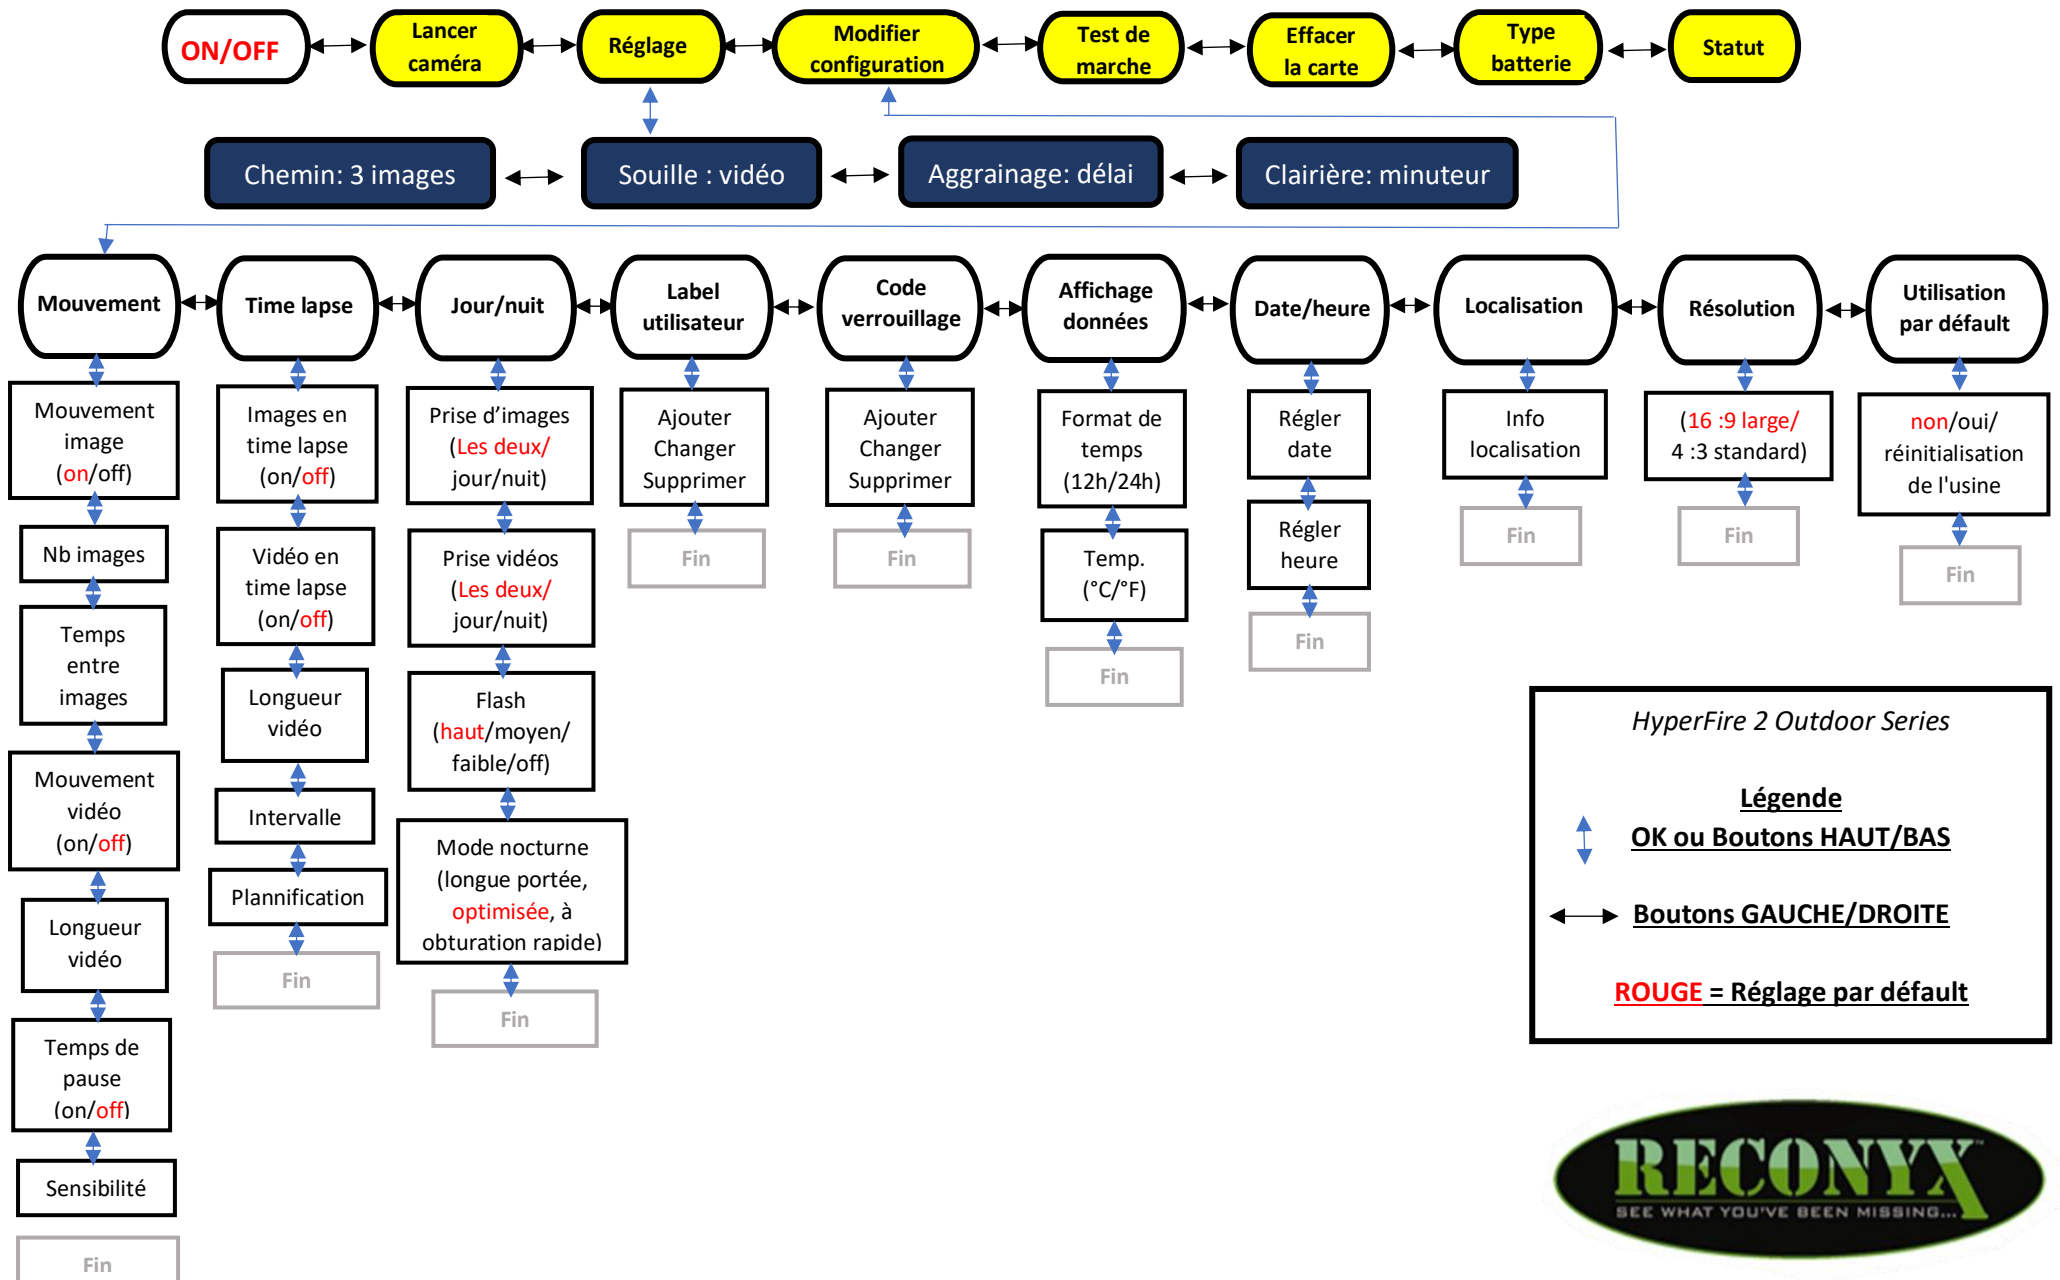 ON/OFF
Lancer
caméra
Réglage
Modifier
configuration
Test de
marche
Effacer
la carte
Type
batterie
Statut
Chemin: 3 images
Souille : vidéo
Aggrainage: délai
Clairière: minuteur
Mouvement
Time lapse
Jour/nuit
Label
utilisateur
Code
verrouillage
Affichage
données
Date/heure
Localisation
Résolution
Utilisation
par défault
Mouvement
image
(on/off)
Nb images
Temps
entre
images
Mouvement
vidéo
(on/off)
Longueur
vidéo
Temps de
pause
(on/off)
Sensibilité
Fin
Images en
time lapse
(on/off)
Vidéo en
time lapse
(on/off)
Longueur
vidéo
Intervalle
Plannification
Fin
Prise d'images
(Les deux/
jour/nuit)
Prise vidéos
(Les deux/
jour/nuit)
Flash
(haut/moyen/
faible/off)
Mode nocturne
(longue portée,
optimisée, à
obturation rapide)
Fin
Ajouter
Changer
Supprimer
Fin
Ajouter
Changer
Supprimer
Fin
Format de
temps
(12h/24h)
Temp.
(°C/°F)
Fin
Régler
date
Régler
heure
Fin
Info
localisation
Fin
(16 :9 large/
4 :3 standard)
Fin
non/oui/
réinitialisation
de l'usine
Fin
HyperFire 2 Outdoor Series
Légende
OK ou Boutons HAUT/BAS
Boutons GAUCHE/DROITE
ROUGE = Réglage par défault
RECONYX™
SEE WHAT YOU'VE BEEN MISSING...